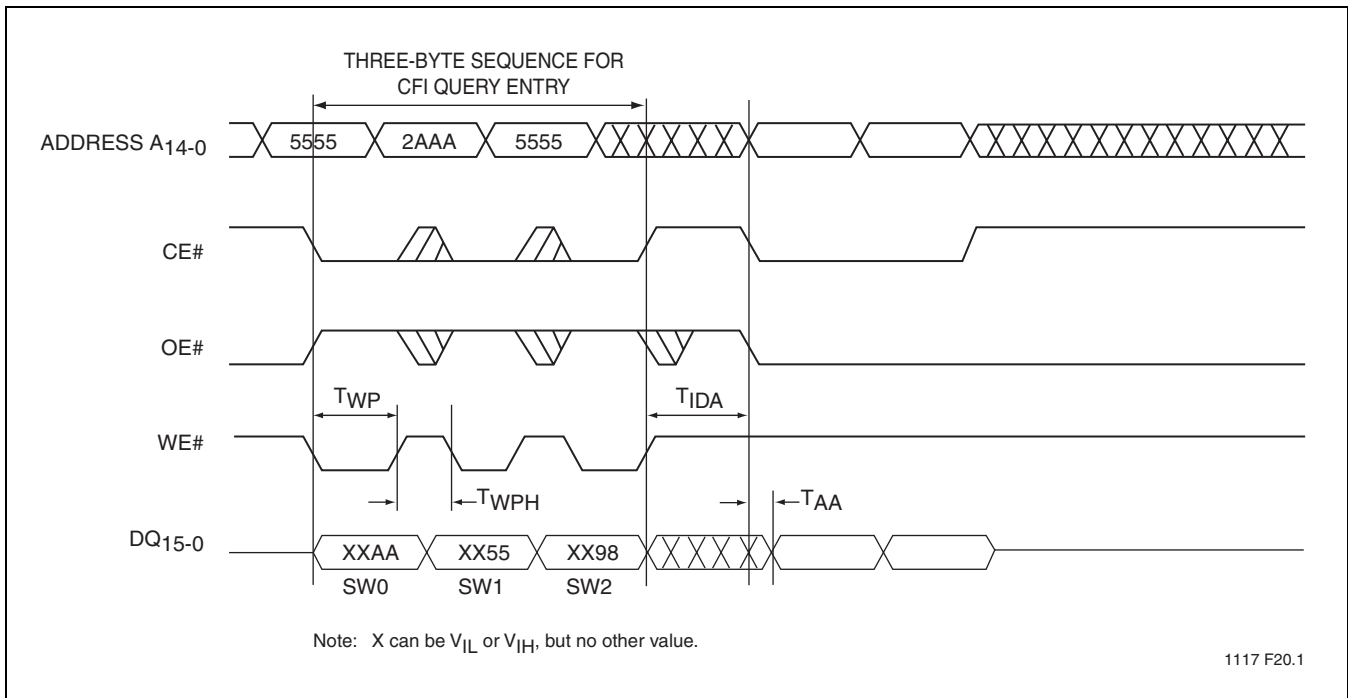 THREE-BYTE SEQUENCE FOR
CFI QUERY ENTRY
ADDRESS A14-0
5555 2AAA 5555
CE#
OE#
TWP TIDA
WE#
TWPH TAA
DQ15-0
XXAA XX55 XX98
SW0 SW1 SW2
Note: X can be VIL or VIH, but no other value.
1117 F20.1